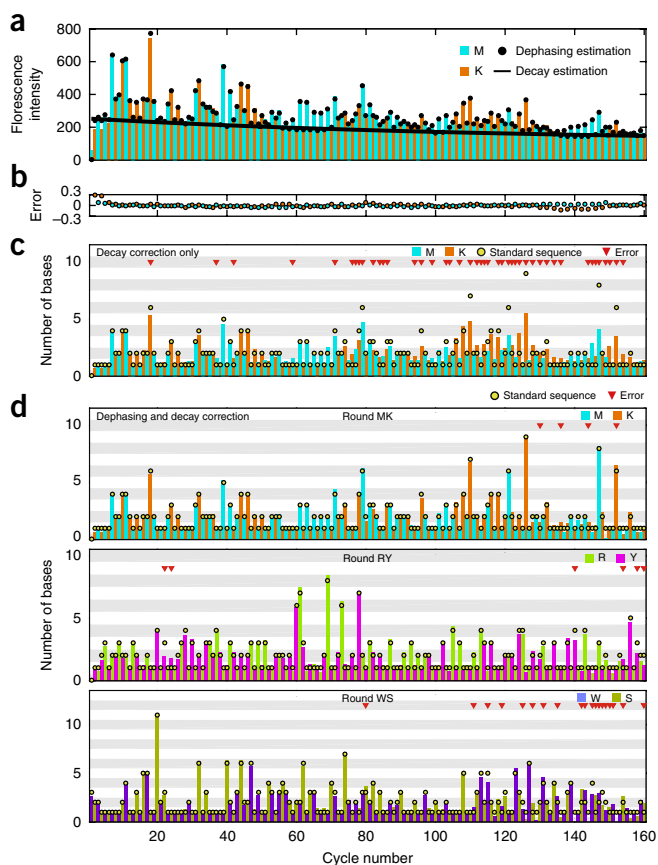 a
800
600
400
200
0
Florescence
intensity
M
Dephasing estimation
K
Decay estimation
b
0.3
0
−0.3
Error
c
Decay correction only
M
K
Standard sequence
Error
10
5
0
Number of bases
Standard sequence
Error
d
Dephasing and decay correction
Round MK
M
K
10
5
0
Round RY
R
Y
10
5
0
Number of bases
Round WS
W
S
10
5
0
20
40
60
80
100
120
140
160
Cycle number